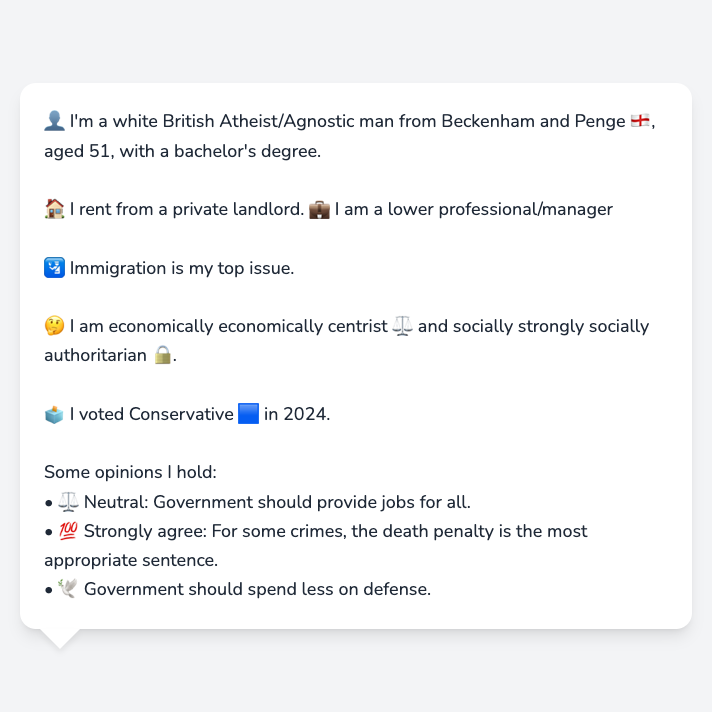 👤 I'm a white British Atheist/Agnostic man from Beckenham and Penge 🏴󠁧󠁢󠁥󠁮󠁧󠁿,
aged 51, with a bachelor's degree.
🏠 I rent from a private landlord. 💼 I am a lower professional/manager
🛂 Immigration is my top issue.
🤔 I am economically economically centrist ⚖️ and socially strongly socially
authoritarian 🔒.
🗳️ I voted Conservative 🟦 in 2024.
Some opinions I hold:
• ⚖️ Neutral: Government should provide jobs for all.
• 💯 Strongly agree: For some crimes, the death penalty is the most
appropriate sentence.
• 🕊️ Government should spend less on defense.